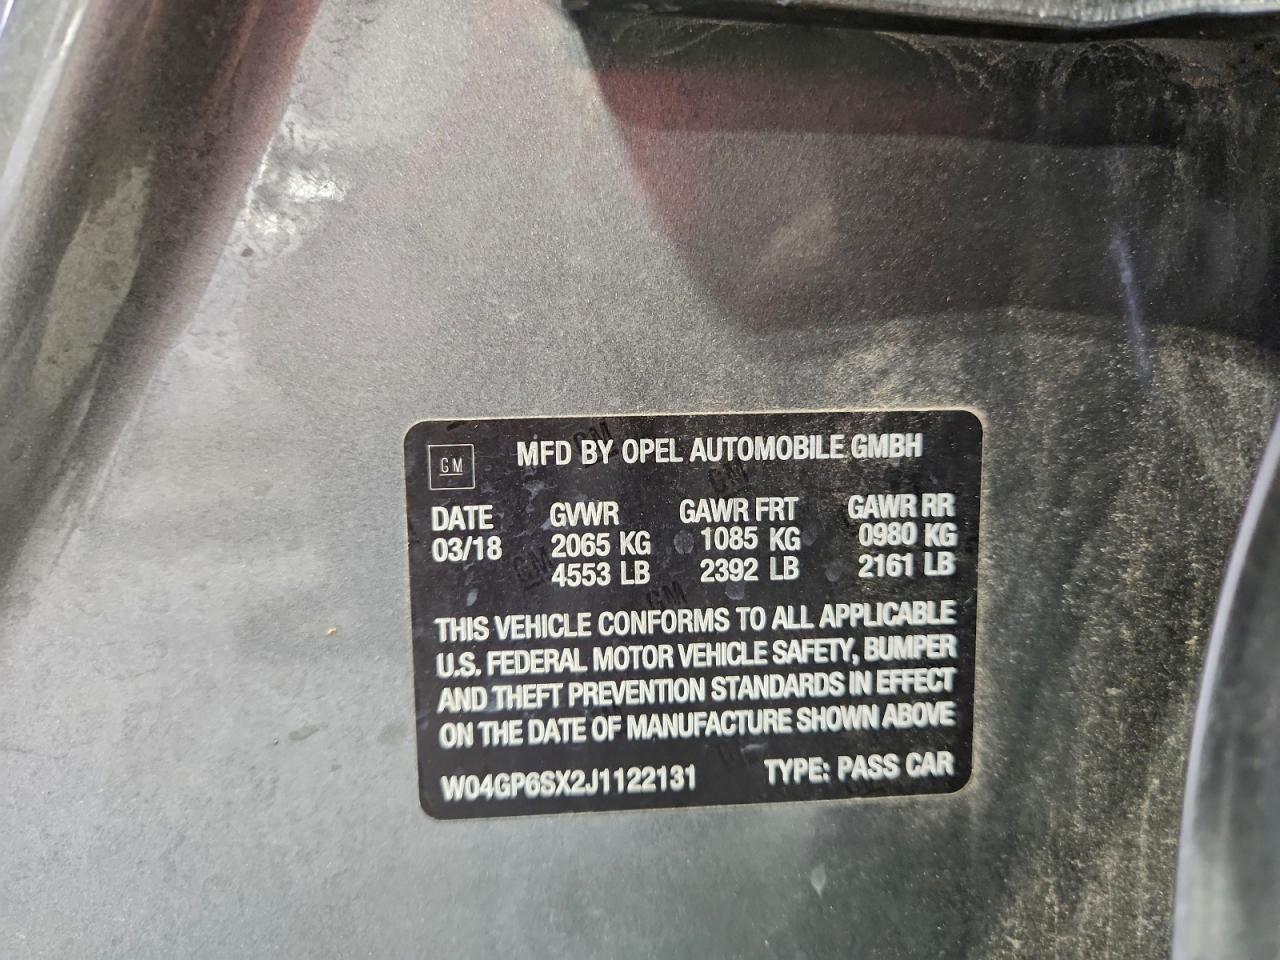 GM
MFD BY OPEL AUTOMOBILE GMBH
DATE GVWR GAWR FRT GAWR RR
03/18 2065 KG 1085 KG 0980 KG
4553 LB 2392 LB 2161 LB
THIS VEHICLE CONFORMS TO ALL APPLICABLE
U.S. FEDERAL MOTOR VEHICLE SAFETY, BUMPER
AND THEFT PREVENTION STANDARDS IN EFFECT
ON THE DATE OF MANUFACTURE SHOWN ABOVE
W04GP6SX2J1122131 TYPE: PASS CAR